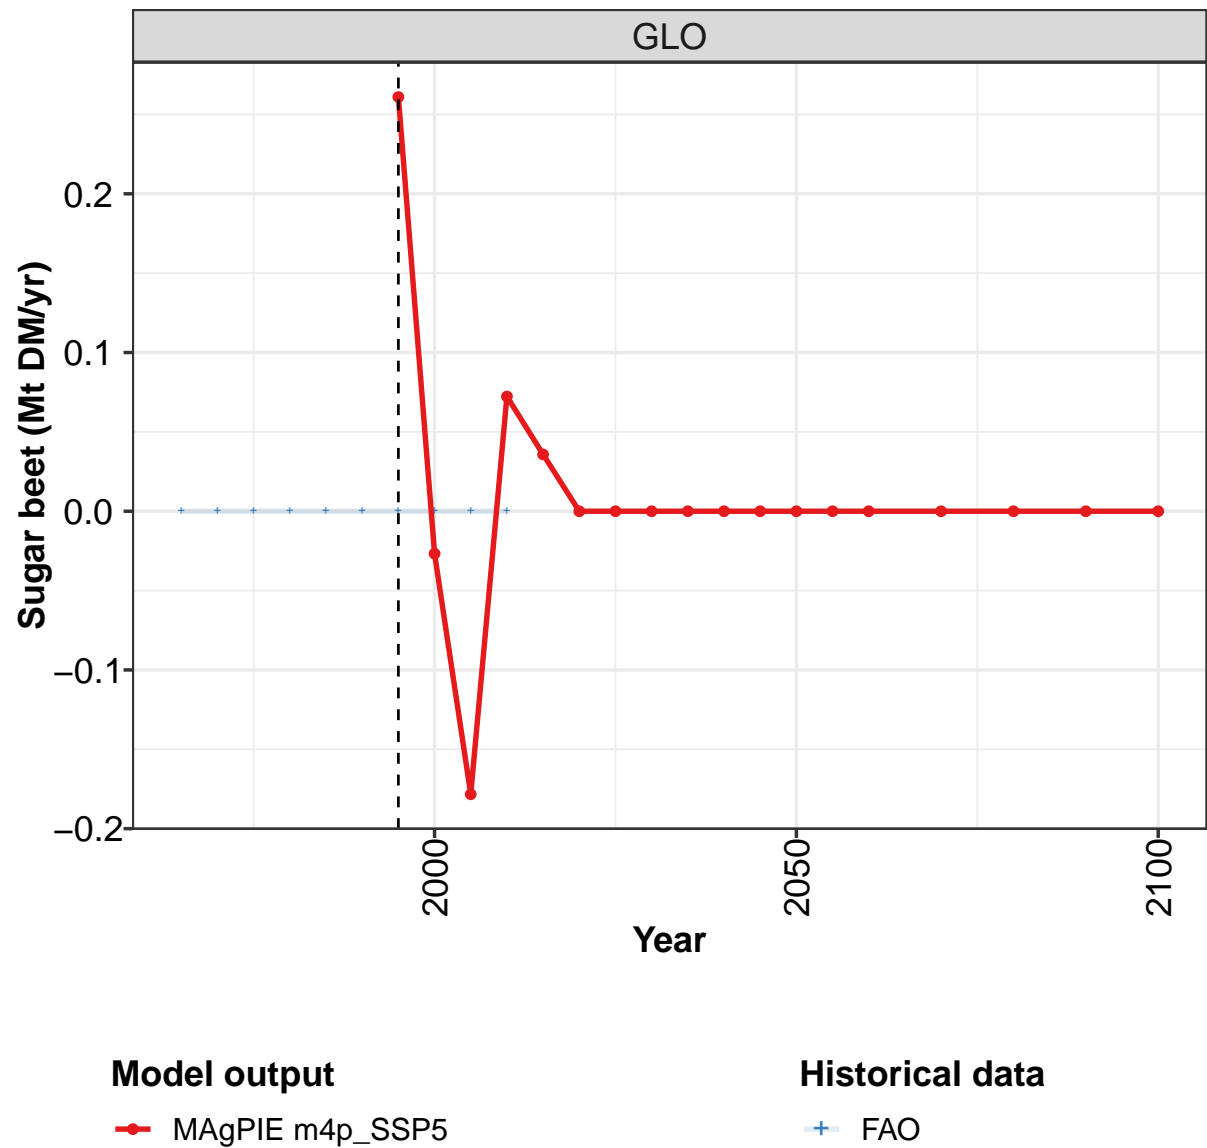 GLO
Sugar beet (Mt DM/yr)
0.2
0.1
0.0
−0.1
−0.2
2000
2050
2100
Year
Model output
MAgPIE m4p_SSP5
Historical data
FAO